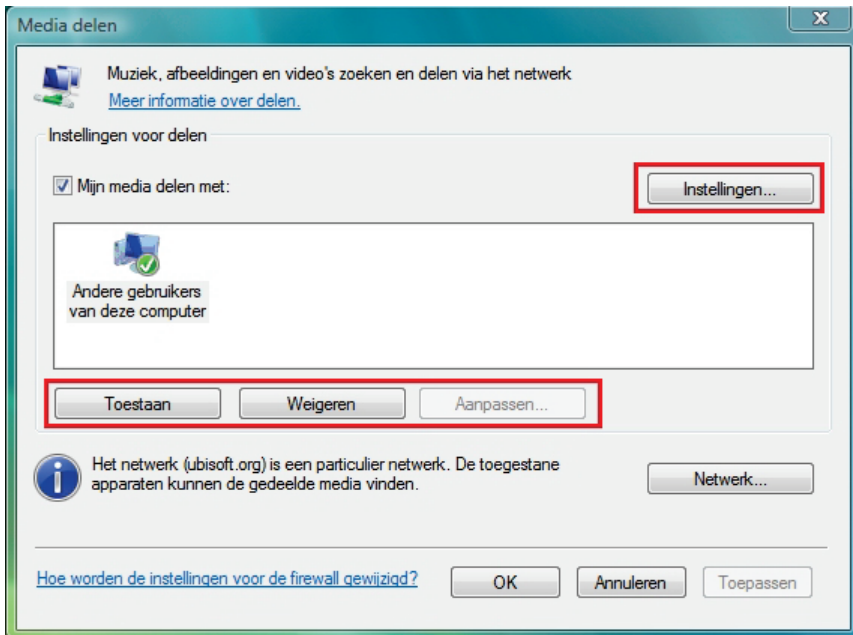 Media delen
Muziek, afbeeldingen en video's zoeken en delen via het netwerk
Meer informatie over delen.
Instellingen voor delen
Mijn media delen met:
Instellingen...
Andere gebruikers
van deze computer
Toestaan
Weigeren
Aanpassen...
Het netwerk (ubisoft.org) is een particulier netwerk. De toegestane
apparaten kunnen de gedeelde media vinden.
Netwerk...
Hoe worden de instellingen voor de firewall gewijzigd?
OK
Annuleren
Toepassen